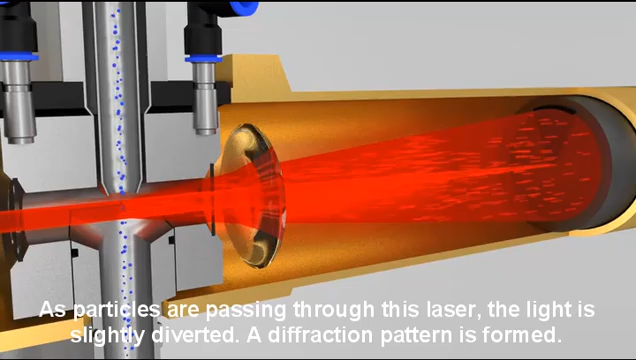 As particles are passing through this laser, the light is
slightly diverted. A diffraction pattern is formed.